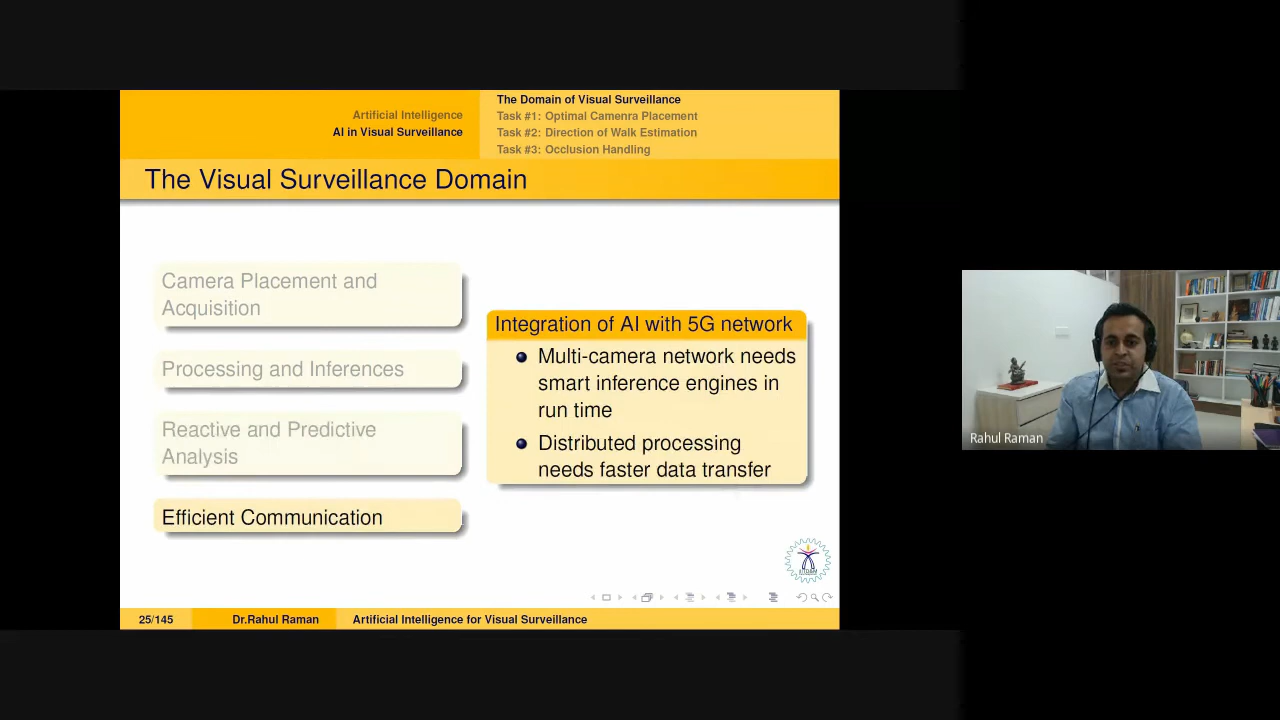 Artificial Intelligence
AI in Visual Surveillance
The Domain of Visual Surveillance
Task #1: Optimal Camenra Placement
Task #2: Direction of Walk Estimation
Task #3: Occlusion Handling
The Visual Surveillance Domain
Camera Placement and
Acquisition
Processing and Inferences
Reactive and Predictive
Analysis
Efficient Communication
Integration of AI with 5G network
Multi-camera network needs
smart inference engines in
run time
Distributed processing
needs faster data transfer
25/145
Dr.Rahul Raman
Artificial Intelligence for Visual Surveillance
Rahul Raman